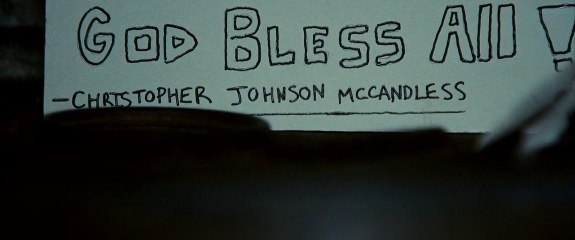 GOD BLESS All!
-CHRISTOPHER JOHNSON MCCANDLESS